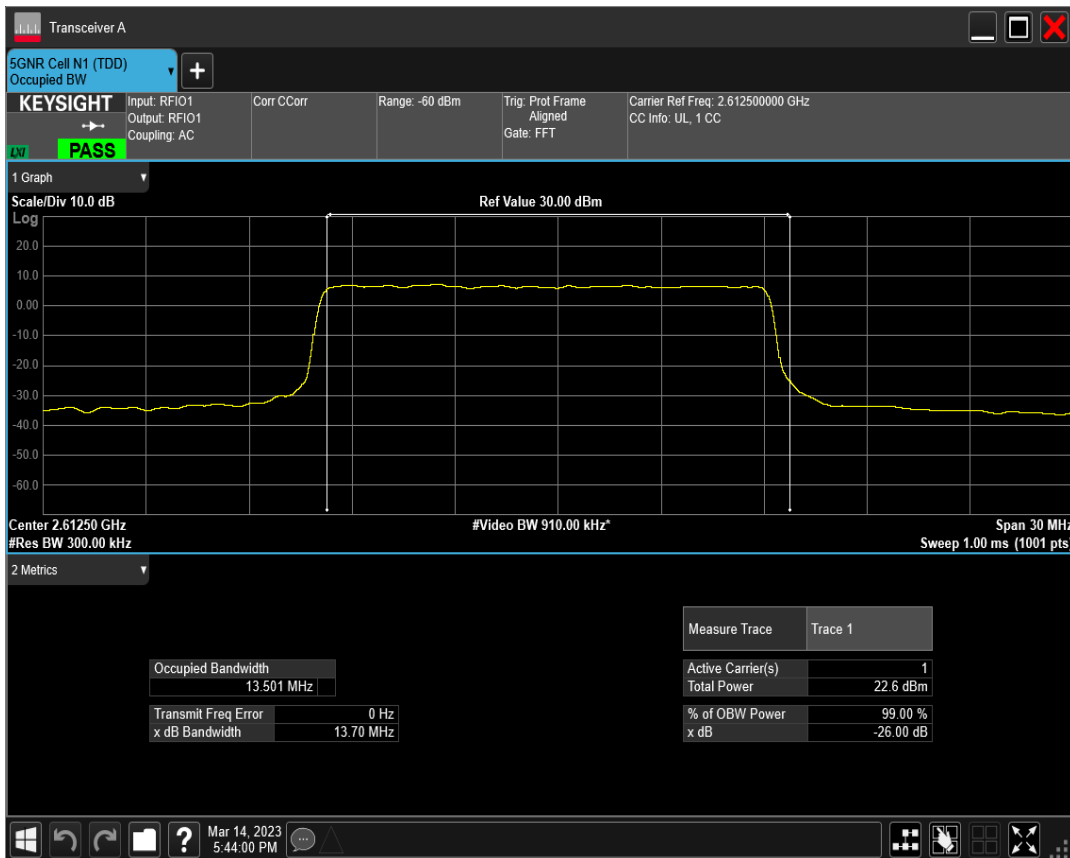 Transceiver A
5GNR Cell N1 (TDD)
Occupied BW
KEYSIGHT
LXI
PASS
Input: RFIO1
Output: RFIO1
Coupling: AC
Corr CCorr
Range: -60 dBm
Trig: Prot Frame
Aligned
Gate: FFT
Carrier Ref Freq: 2.612500000 GHz
CC Info: UL, 1 CC
1 Graph
Scale/Div 10.0 dB
Ref Value 30.00 dBm
Log
20.0
10.0
0.00
-10.0
-20.0
-30.0
-40.0
-50.0
-60.0
Center 2.61250 GHz
#Video BW 910.00 kHz*
Span 30 MHz
#Res BW 300.00 kHz
Sweep 1.00 ms (1001 pts)
2 Metrics
Measure Trace Trace 1
Occupied Bandwidth
13.501 MHz
Active Carrier(s) 1
Total Power 22.6 dBm
Transmit Freq Error 0 Hz
x dB Bandwidth 13.70 MHz
% of OBW Power 99.00 %
x dB -26.00 dB
Mar 14, 2023
5:44:00 PM